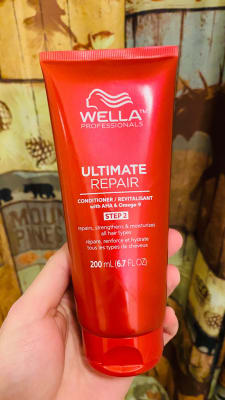 WELLA™
PROFESSIONALS
ULTIMATE
REPAIR
CONDITIONER / REVITALISANT
with AHA & Omega 9
STEP 2
repairs, strengthens & moisturizes
all hair types
répare, renforce et hydrate
tous les types de cheveux
200 mL (6.7 FL.OZ)